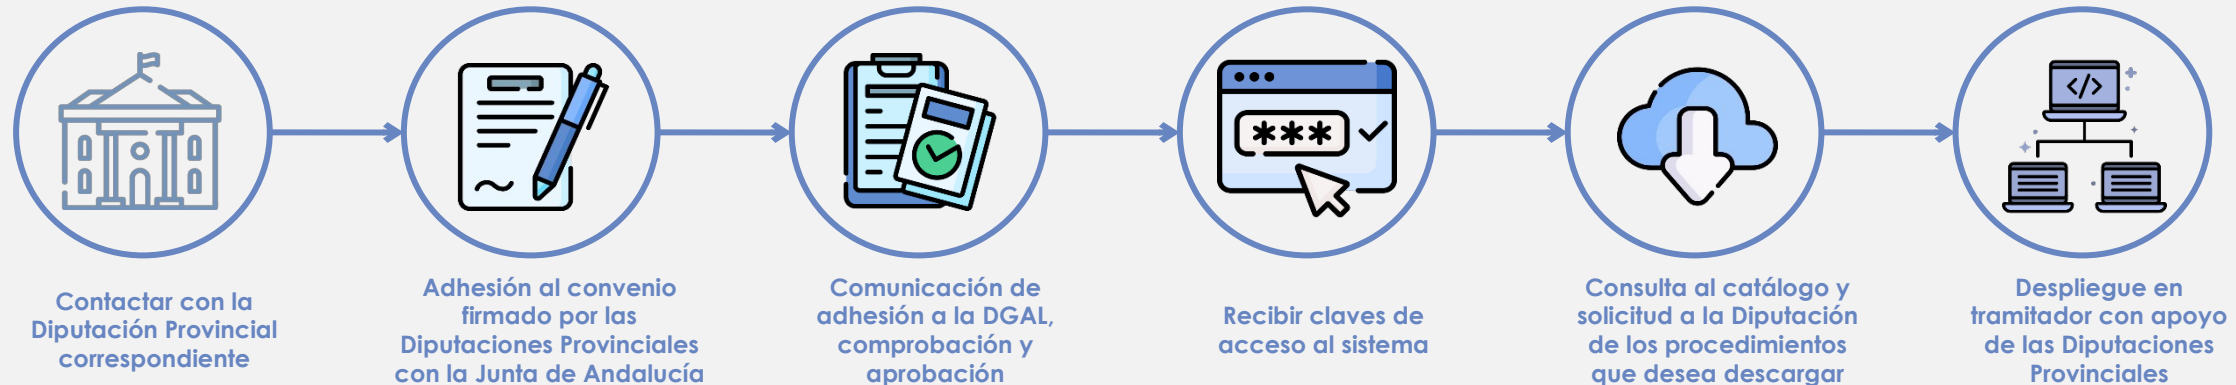 Contactar con la
Diputación Provincial
correspondiente
Adhesión al convenio
firmado por las
Diputaciones Provinciales
con la Junta de Andalucía
Comunicación de
adhesión a la DGAL,
comprobación y
aprobación
***
Recibir claves de
acceso al sistema
Consulta al catálogo y
solicitud a la Diputación
de los procedimientos
que desea descargar
</>
Despliegue en
tramitador con apoyo
de las Diputaciones
Provinciales